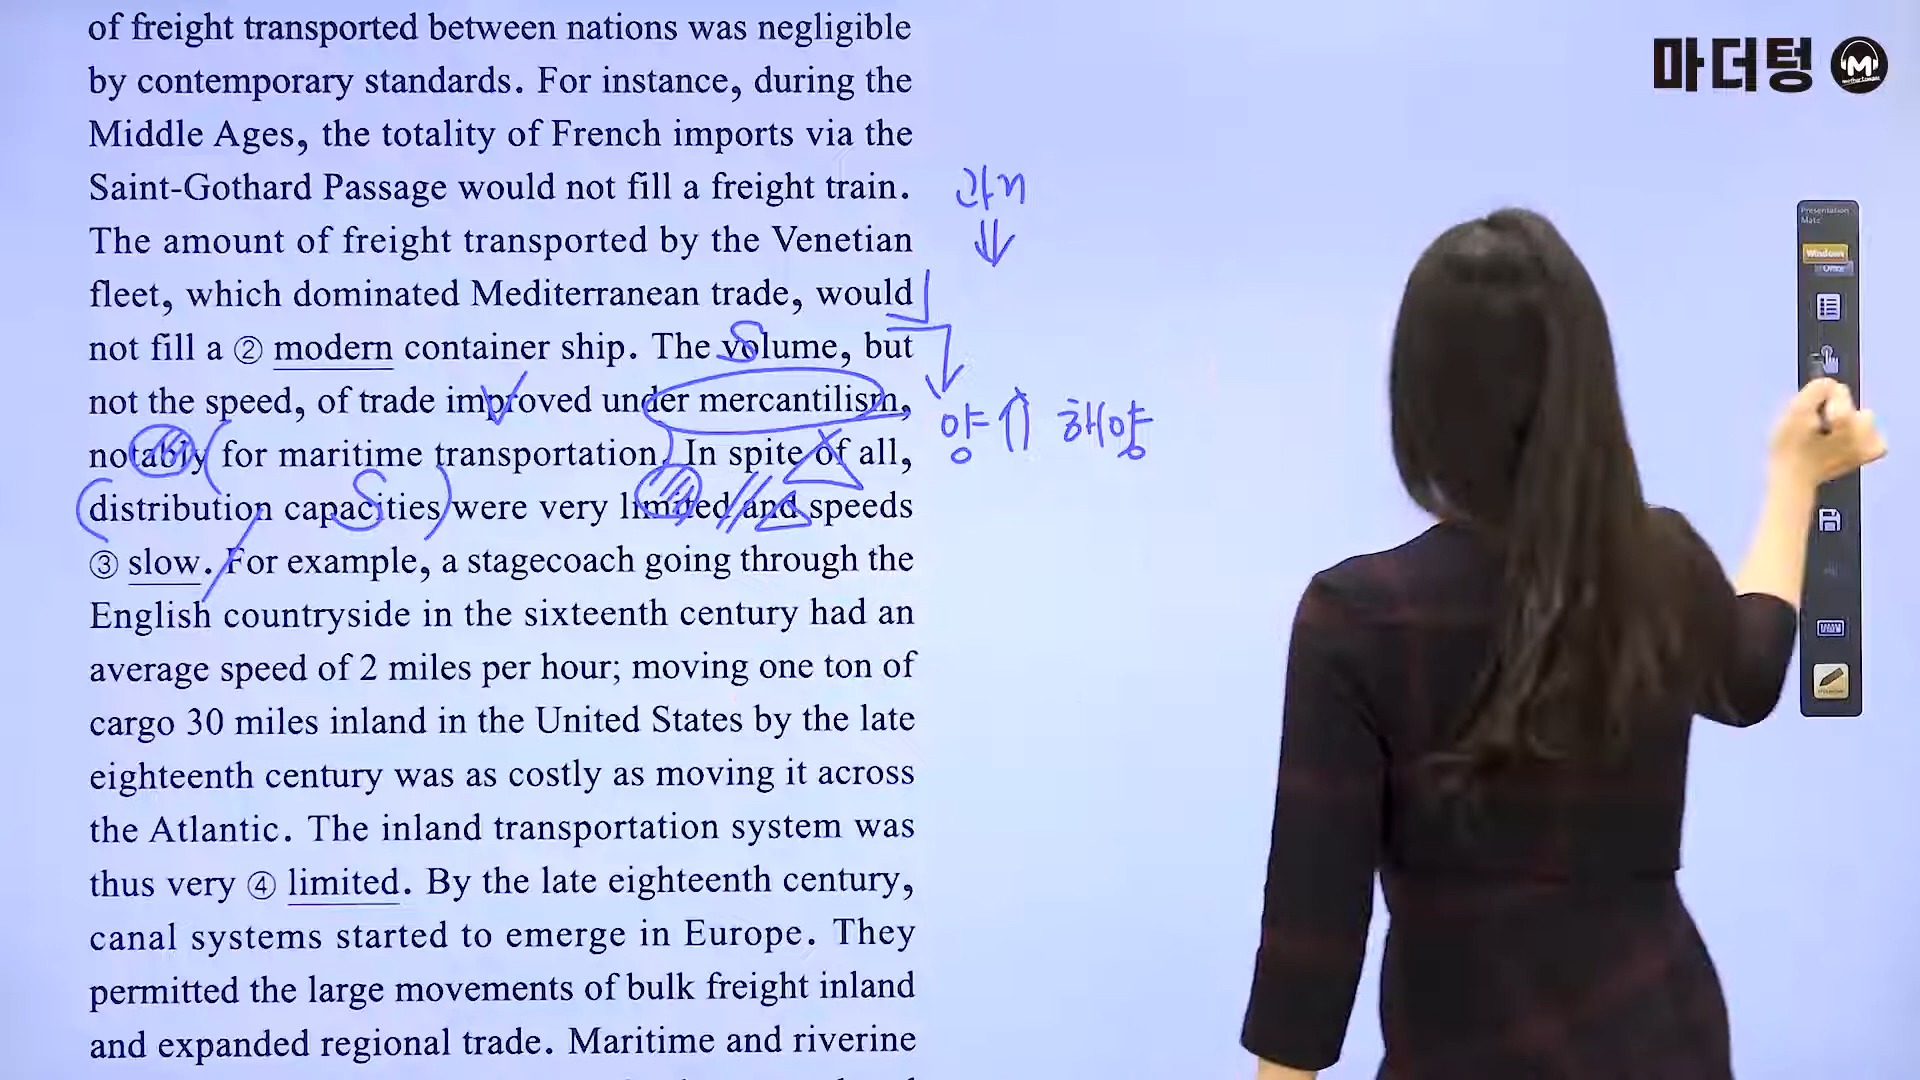 of freight transported between nations was negligible
by contemporary standards. For instance, during the
Middle Ages, the totality of French imports via the
Saint-Gothard Passage would not fill a freight train.
The amount of freight transported by the Venetian
fleet, which dominated Mediterranean trade, would
not fill a ② modern container ship. The volume, but
not the speed, of trade improved under mercantilism,
notably for maritime transportation. In spite of all,
distribution capacities were very limited and speeds
③ slow. For example, a stagecoach going through the
English countryside in the sixteenth century had an
average speed of 2 miles per hour; moving one ton of
cargo 30 miles inland in the United States by the late
eighteenth century was as costly as moving it across
the Atlantic. The inland transportation system was
thus very ④ limited. By the late eighteenth century,
canal systems started to emerge in Europe. They
permitted the large movements of bulk freight inland
and expanded regional trade. Maritime and riverine
S
V
S
양⇑ 해양
마더텅 M
Presentation
Windows
Office